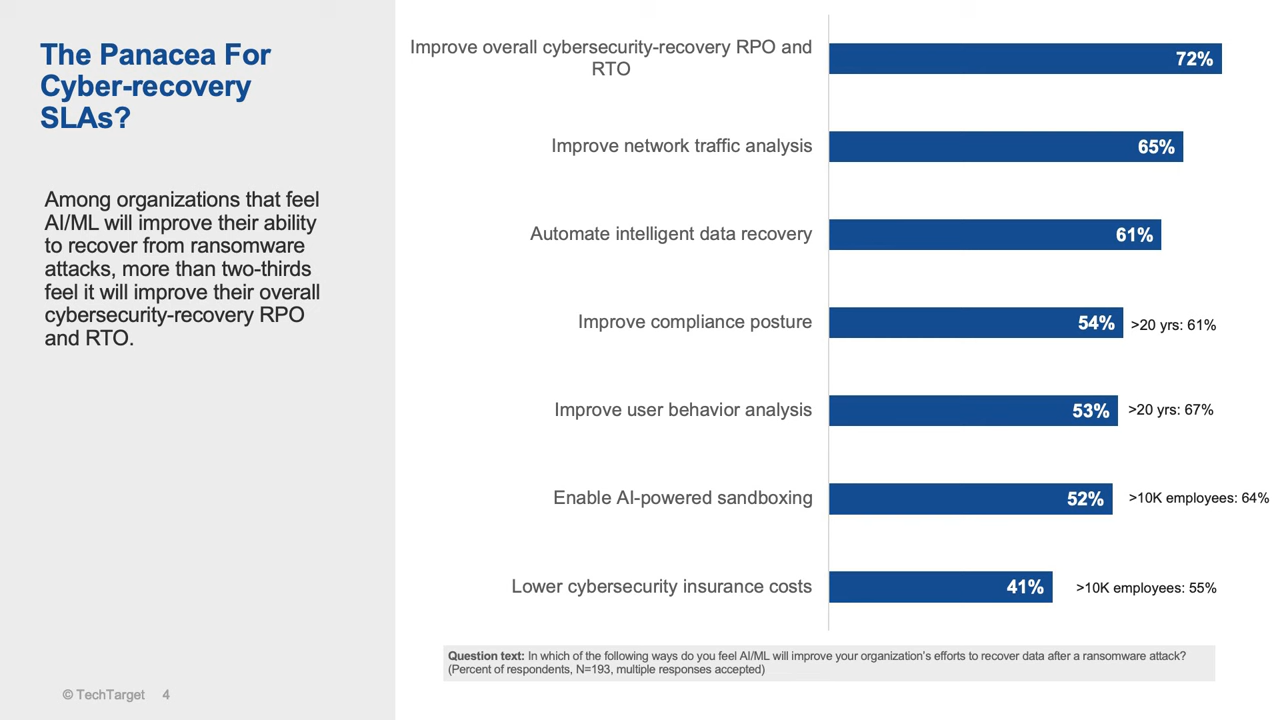 The Panacea For
Cyber-recovery
SLAs?
Among organizations that feel
AI/ML will improve their ability
to recover from ransomware
attacks, more than two-thirds
feel it will improve their overall
cybersecurity-recovery RPO
and RTO.
Improve overall cybersecurity-recovery RPO and
RTO
72%
Improve network traffic analysis
65%
Automate intelligent data recovery
61%
Improve compliance posture
54%
>20 yrs: 61%
Improve user behavior analysis
53%
>20 yrs: 67%
Enable AI-powered sandboxing
52%
>10K employees: 64%
Lower cybersecurity insurance costs
41%
>10K employees: 55%
Question text: In which of the following ways do you feel AI/ML will improve your organization's efforts to recover data after a ransomware attack?
(Percent of respondents, N=193, multiple responses accepted)
© TechTarget 4